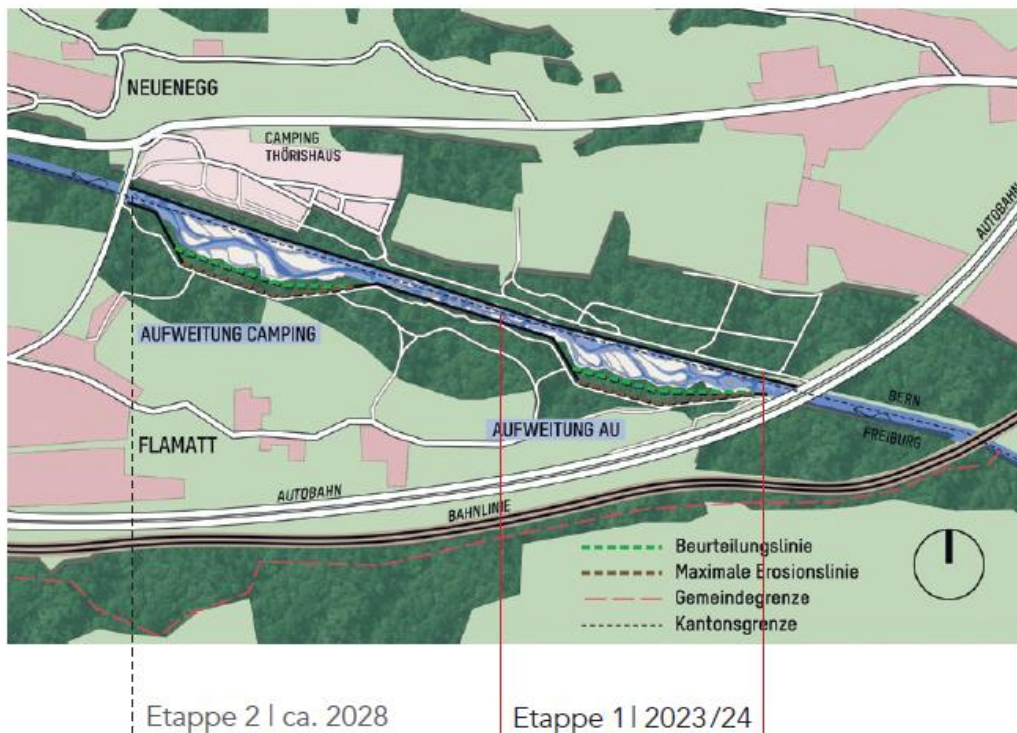 NEUENEGG
CAMPING
THÖRISHAUS
AUTOBAHN
AUFWEITUNG CAMPING
BERN
FREIBURG
AUFWEITUNG AU
FLAMATT
AUTOBAHN
BAHNLINIE
Beurteilungslinie
Maximale Erosionslinie
Gemeindegrenze
Kantonsgrenze
Etappe 2 | ca. 2028
Etappe 1 | 2023/24